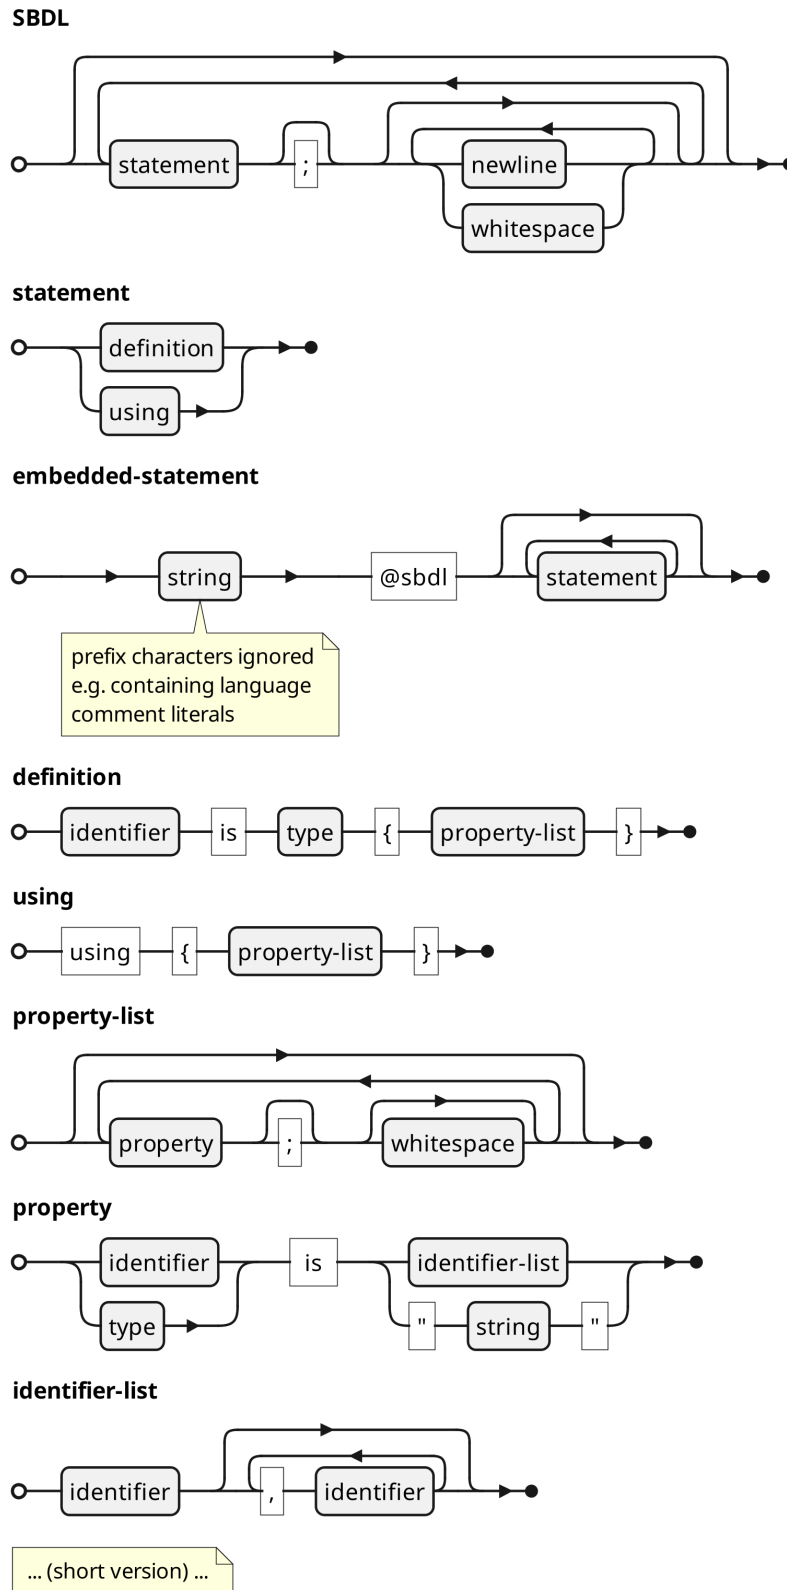 SBDL
statement ; newline
whitespace
statement
definition
using
embedded-statement
string @sbdl statement
prefix characters ignored
e.g. containing language
comment literals
definition
identifier is type { property-list }
using
using { property-list }
property-list
property ; whitespace
property
identifier is identifier-list
type " string "
identifier-list
identifier , identifier
... (short version) ...